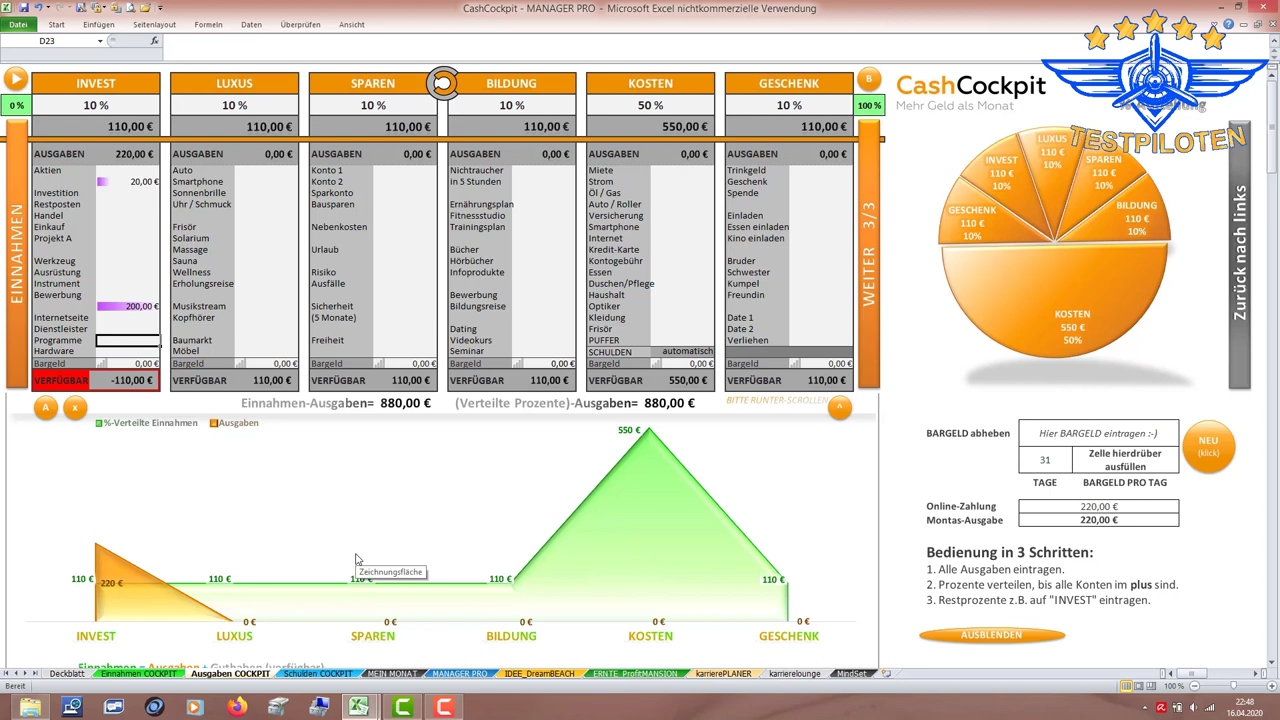 CashCockpit - MANAGER PRO - Microsoft Excel nichtkommerzielle Verwendung
Datei Start Einfügen Seitenlayout Formeln Daten Überprüfen Ansicht
D23 fx
INVEST LUXUS SPAREN BILDUNG KOSTEN GESCHENK B
0 % 10 % 10 % 10 % 10 % 50 % 10 % 100 %
110,00 € 110,00 € 110,00 € 110,00 € 550,00 € 110,00 €
AUSGABEN 220,00 € AUSGABEN 0,00 € AUSGABEN 0,00 € AUSGABEN 0,00 € AUSGABEN 0,00 € AUSGABEN 0,00 €
EINNAHMEN
Aktien
20,00 €
Investition
Restposten
Handel
Einkauf
Projekt A
Werkzeug
Ausrüstung
Instrument
Bewerbung
200,00 €
Internetseite
Dienstleister
Programme
Hardware
Bargeld 0,00 €
VERFÜGBAR -110,00 €
Auto
Smartphone
Sonnenbrille
Uhr / Schmuck
Frisör
Solarium
Massage
Sauna
Wellness
Erholungsreise
Musikstream
Kopfhörer
Baumarkt
Möbel
Bargeld 0,00 €
VERFÜGBAR 110,00 €
Konto 1
Konto 2
Sparkonto
Bausparen
Nebenkosten
Urlaub
Risiko
Ausfälle
Sicherheit
(5 Monate)
Freiheit
Bargeld 0,00 €
VERFÜGBAR 110,00 €
Nichtraucher
in 5 Stunden
Ernährungsplan
Fitnessstudio
Trainingsplan
Bücher
Hörbücher
Infoprodukte
Bewerbung
Bildungsreise
Dating
Videokurs
Seminar
Bargeld 0,00 €
VERFÜGBAR 110,00 €
Miete
Strom
Öl / Gas
Auto / Roller
Versicherung
Smartphone
Internet
Kredit-Karte
Kontogebühr
Essen
Duschen/Pflege
Haushalt
Optiker
Kleidung
Frisör
PUFFER
SCHULDEN automatisch
Bargeld 0,00 €
VERFÜGBAR 550,00 €
Trinkgeld
Geschenk
Spende
Einladen
Essen einladen
Kino einladen
Bruder
Schwester
Kumpel
Freundin
Date 1
Date 2
Verliehen
Bargeld 0,00 €
VERFÜGBAR 110,00 €
WEITER 3/3
A x Einnahmen-Ausgaben= 880,00 € (Verteilte Prozente)-Ausgaben= 880,00 € BITTE RUNTER-SCROLLEN ^
%-Verteilte Einnahmen Ausgaben
550 €
110 € 110 € 110 € 110 €
220 €
0 € 0 € 0 € 0 € 0 €
Zeichnungsfläche
INVEST LUXUS SPAREN BILDUNG KOSTEN GESCHENK
Einnahmen = Ausgaben + Guthaben (verfügbar)
CashCockpit
Mehr Geld als Monat
TESTPILOTEN
LUXUS
110 €
10%
INVEST
110 €
10%
SPAREN
110 €
10%
GESCHENK
110 €
10%
BILDUNG
110 €
10%
KOSTEN
550 €
50%
Zurück nach links
BARGELD abheben Hier BARGELD eintragen :-)
31 Zelle hierdrüber
ausfüllen
TAGE BARGELD PRO TAG
NEU
(klick)
Online-Zahlung 220,00 €
Montas-Ausgabe 220,00 €
Bedienung in 3 Schritten:
1. Alle Ausgaben eintragen.
2. Prozente verteilen, bis alle Konten im plus sind.
3. Restprozente z.B. auf "INVEST" eintragen.
AUSBLENDEN
Deckblatt Einnahmen COCKPIT Ausgaben COCKPIT Schulden COCKPIT MEIN MONAT MANAGER PRO IDEE_DreamBEACH ERNTE_ProfitMANSION karrierePLANER karrierelounge MindSet
Bereit 100 %
22:48
16.04.2020